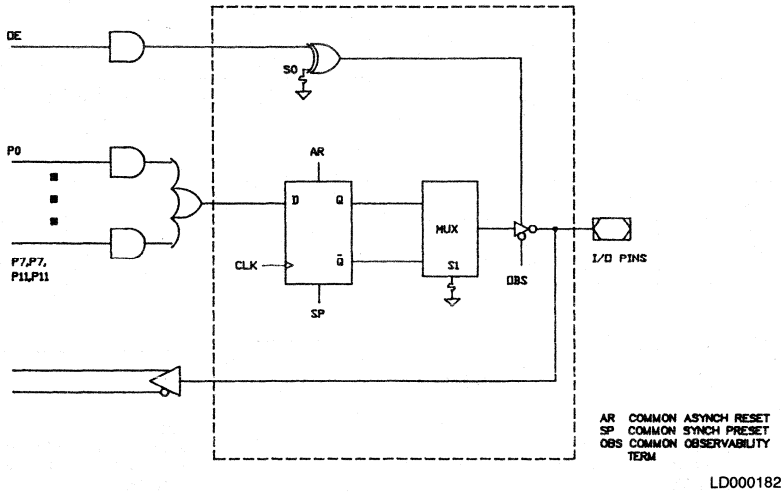 OE
S0
P0
AR
D
Q
MUX
P7,P7,
P11,P11
CLK
Q̅
S1
OBS
I/O PINS
SP
AR COMMON ASYNCH RESET
SP COMMON SYNCH PRESET
OBS COMMON OBSERVABILITY
TERM
LD000182